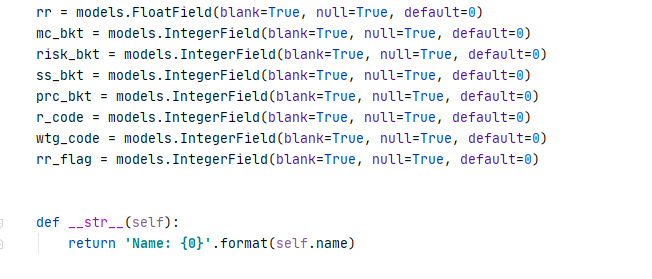 rr = models.FloatField(blank=True, null=True, default=0)
mc_bkt = models.IntegerField(blank=True, null=True, default=0)
risk_bkt = models.IntegerField(blank=True, null=True, default=0)
ss_bkt = models.IntegerField(blank=True, null=True, default=0)
prc_bkt = models.IntegerField(blank=True, null=True, default=0)
r_code = models.IntegerField(blank=True, null=True, default=0)
wtg_code = models.IntegerField(blank=True, null=True, default=0)
rr_flag = models.IntegerField(blank=True, null=True, default=0)
def __str__(self):
return 'Name: {0}'.format(self.name)